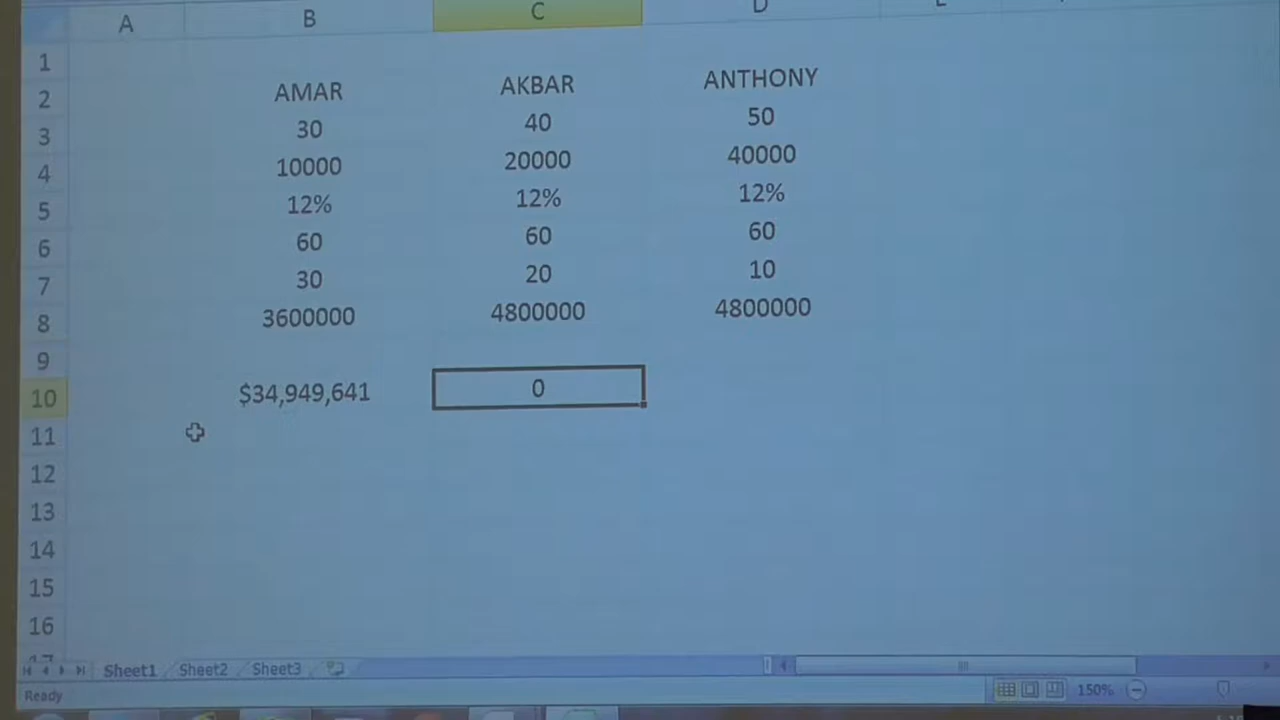 A B C D
1
2 AMAR AKBAR ANTHONY
3 30 40 50
4 10000 20000 40000
5 12% 12% 12%
6 60 60 60
7 30 20 10
8 3600000 4800000 4800000
9
10 $34,949,641 0
11
12
13
14
15
16
Sheet1 Sheet2 Sheet3
Ready 150%